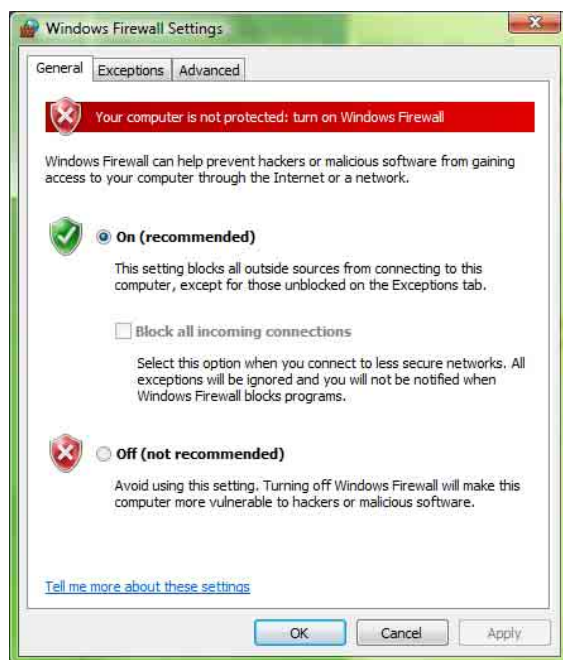 Windows Firewall Settings
General Exceptions Advanced
Your computer is not protected: turn on Windows Firewall
Windows Firewall can help prevent hackers or malicious software from gaining
access to your computer through the Internet or a network.
On (recommended)
This setting blocks all outside sources from connecting to this
computer, except for those unblocked on the Exceptions tab.
Block all incoming connections
Select this option when you connect to less secure networks. All
exceptions will be ignored and you will not be notified when
Windows Firewall blocks programs.
Off (not recommended)
Avoid using this setting. Turning off Windows Firewall will make this
computer more vulnerable to hackers or malicious software.
Tell me more about these settings
OK Cancel Apply